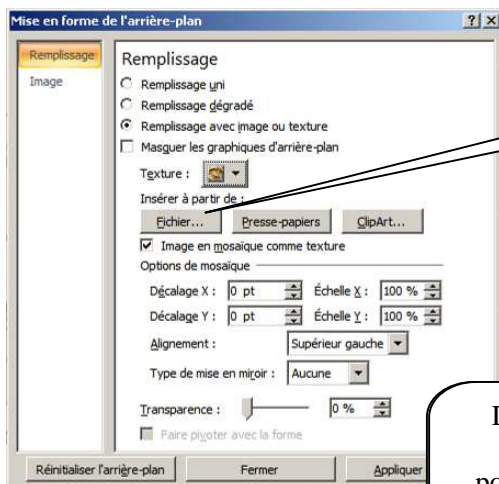 Mise en forme de l'arrière-plan
Remplissage
Image
Remplissage
Remplissage uni
Remplissage dégradé
Remplissage avec image ou texture
Masquer les graphiques d'arrière-plan
Texture :
Insérer à partir de :
Fichier... Presse-papiers ClipArt...
Image en mosaïque comme texture
Options de mosaïque
Décalage X : 0 pt Échelle X : 100 %
Décalage Y : 0 pt Échelle Y : 100 %
Alignement : Supérieur gauche
Type de mise en miroir : Aucune
Transparence : 0 %
Faire pivoter avec la forme
Réinitialiser l'arrière-plan Fermer Appliquer